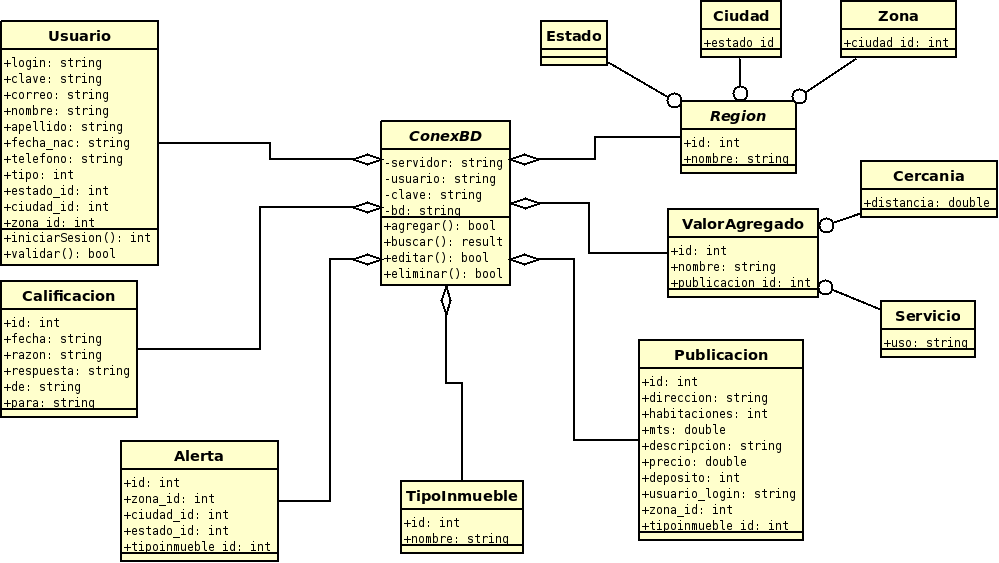 Usuario
+login: string
+clave: string
+correo: string
+nombre: string
+apellido: string
+fecha_nac: string
+telefono: string
+tipo: int
+estado_id: int
+ciudad_id: int
+zona_id: int
+iniciarSesion(): int
+validar(): bool
Calificacion
+id: int
+fecha: string
+razon: string
+respuesta: string
+de: string
+para: string
Alerta
+id: int
+zona_id: int
+ciudad_id: int
+estado_id: int
+tipoinmueble_id: int
ConexBD
-servidor: string
-usuario: string
-clave: string
-bd: string
+agregar(): bool
+buscar(): result
+editar(): bool
+eliminar(): bool
TipoInmueble
+id: int
+nombre: string
Estado
Ciudad
+estado_id
Zona
+ciudad_id: int
Region
+id: int
+nombre: string
ValorAgregado
+id: int
+nombre: string
+publicacion_id: int
Cercania
+distancia: double
Servicio
+uso: string
Publicacion
+id: int
+direccion: string
+habitaciones: int
+mts: double
+descripcion: string
+precio: double
+deposito: int
+usuario_login: string
+zona_id: int
+tipoinmueble_id: int